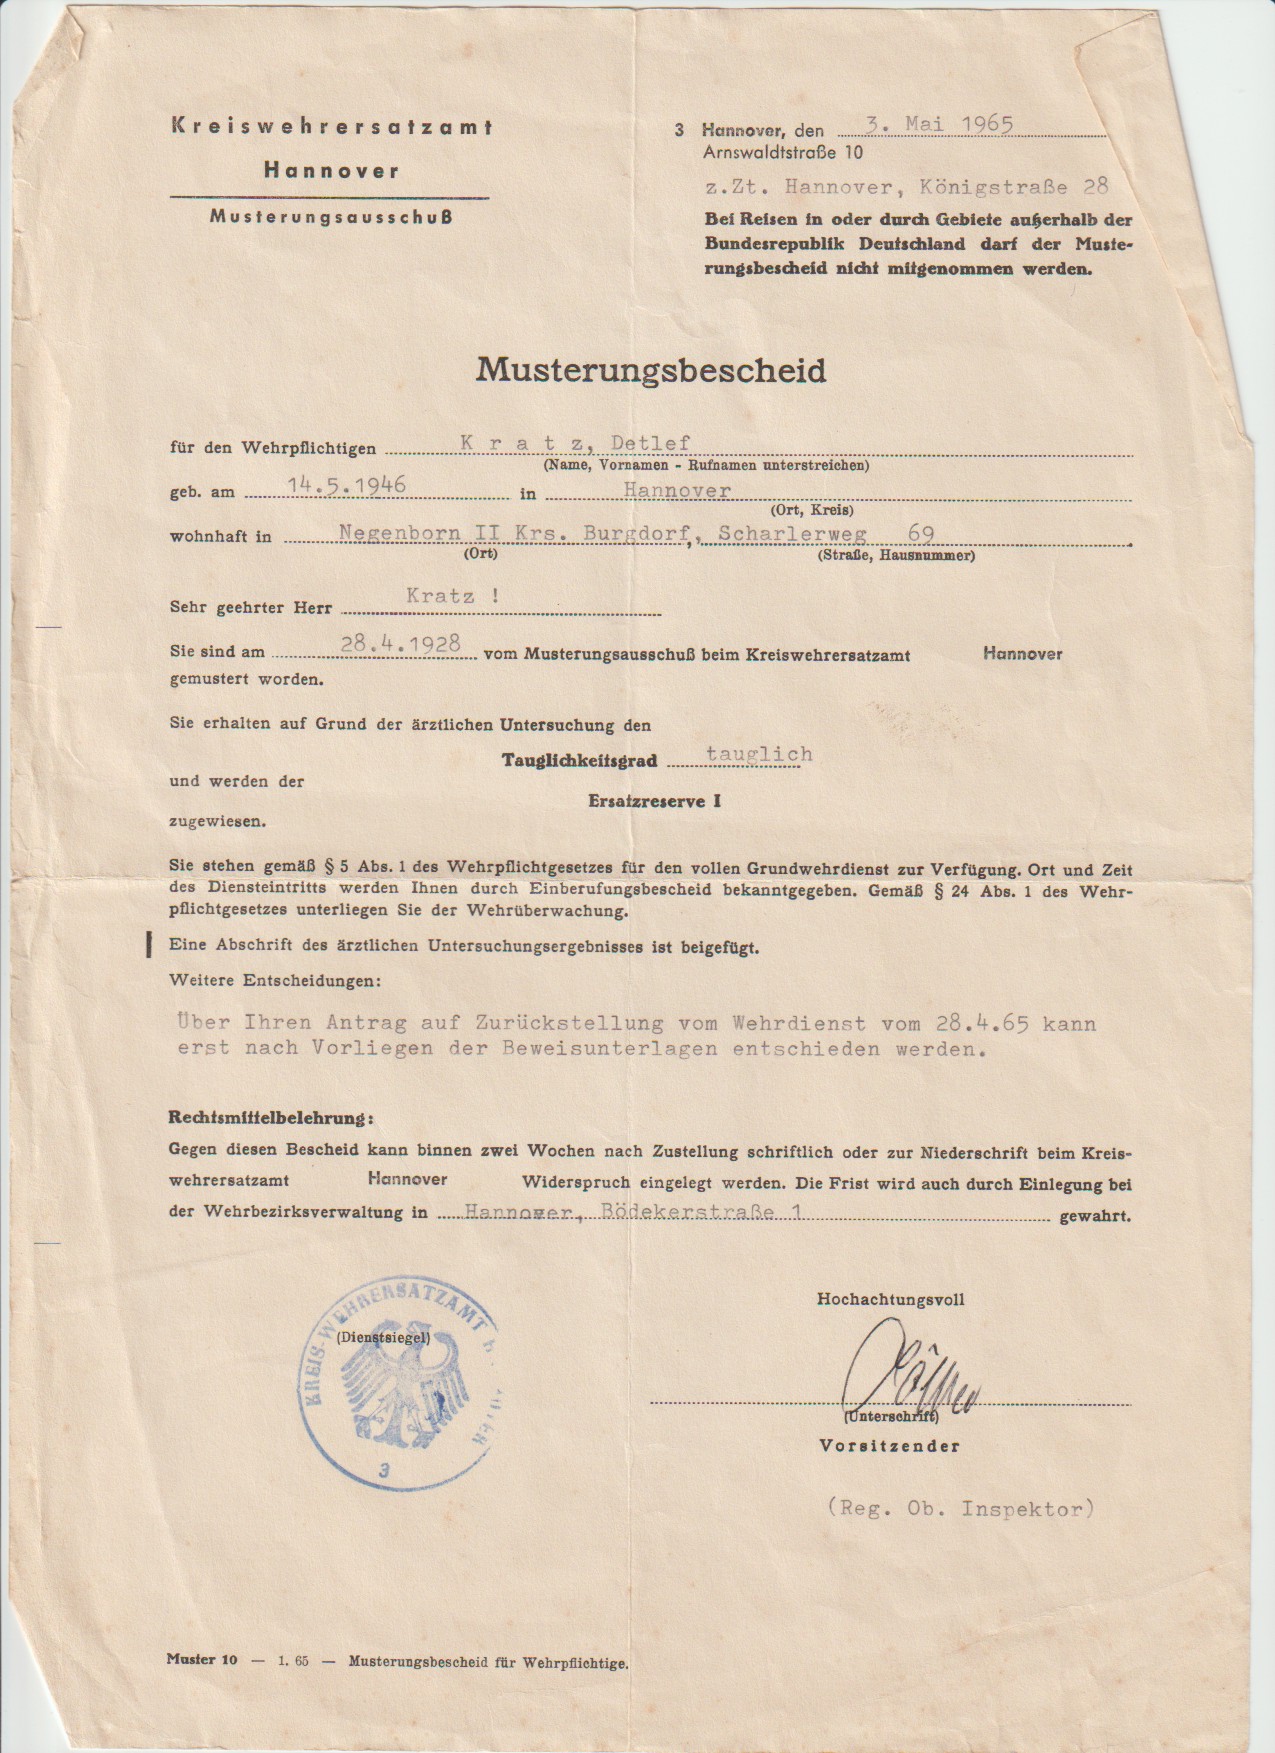 Kreiswehrersatzamt
Hannover
Musterungsausschuß
3 Hannover, den 3. Mai 1965
Arnswaldtstraße 10
z.Zt. Hannover, Königstraße 28
Bei Reisen in oder durch Gebiete außerhalb der
Bundesrepublik Deutschland darf der Muste-
rungsbescheid nicht mitgenommen werden.
Musterungsbescheid
für den Wehrpflichtigen K r a t z, Detlef
(Name, Vornamen - Rufnamen unterstreichen)
geb. am 14.5.1946 in Hannover
(Ort, Kreis)
wohnhaft in Negenborn II Krs. Burgdorf, Scharlerweg 69
(Ort) (Straße, Hausnummer)
Sehr geehrter Herr Kratz !
Sie sind am 28.4.1928 vom Musterungsausschuß beim Kreiswehrersatzamt Hannover
gemustert worden.
Sie erhalten auf Grund der ärztlichen Untersuchung den
Tauglichkeitsgrad tauglich
und werden der
Ersatzreserve I
zugewiesen.
Sie stehen gemäß § 5 Abs. 1 des Wehrpflichtgesetzes für den vollen Grundwehrdienst zur Verfügung. Ort und Zeit
des Diensteintritts werden Ihnen durch Einberufungsbescheid bekanntgegeben. Gemäß § 24 Abs. 1 des Wehr-
pflichtgesetzes unterliegen Sie der Wehrüberwachung.
Eine Abschrift des ärztlichen Untersuchungsergebnisses ist beigefügt.
Weitere Entscheidungen:
Über Ihren Antrag auf Zurückstellung vom Wehrdienst vom 28.4.65 kann
erst nach Vorliegen der Beweisunterlagen entschieden werden.
Rechtsmittelbelehrung:
Gegen diesen Bescheid kann binnen zwei Wochen nach Zustellung schriftlich oder zur Niederschrift beim Kreis-
wehrersatzamt Hannover Widerspruch eingelegt werden. Die Frist wird auch durch Einlegung bei
der Wehrbezirksverwaltung in Hannover, Bödekerstraße 1 gewahrt.
KREIS-WEHRERSATZAMT
(Dienstsiegel)
3
Hochachtungsvoll
(Unterschrift)
Vorsitzender
(Reg. Ob. Inspektor)
Muster 10 — 1. 65 — Musterungsbescheid für Wehrpflichtige.